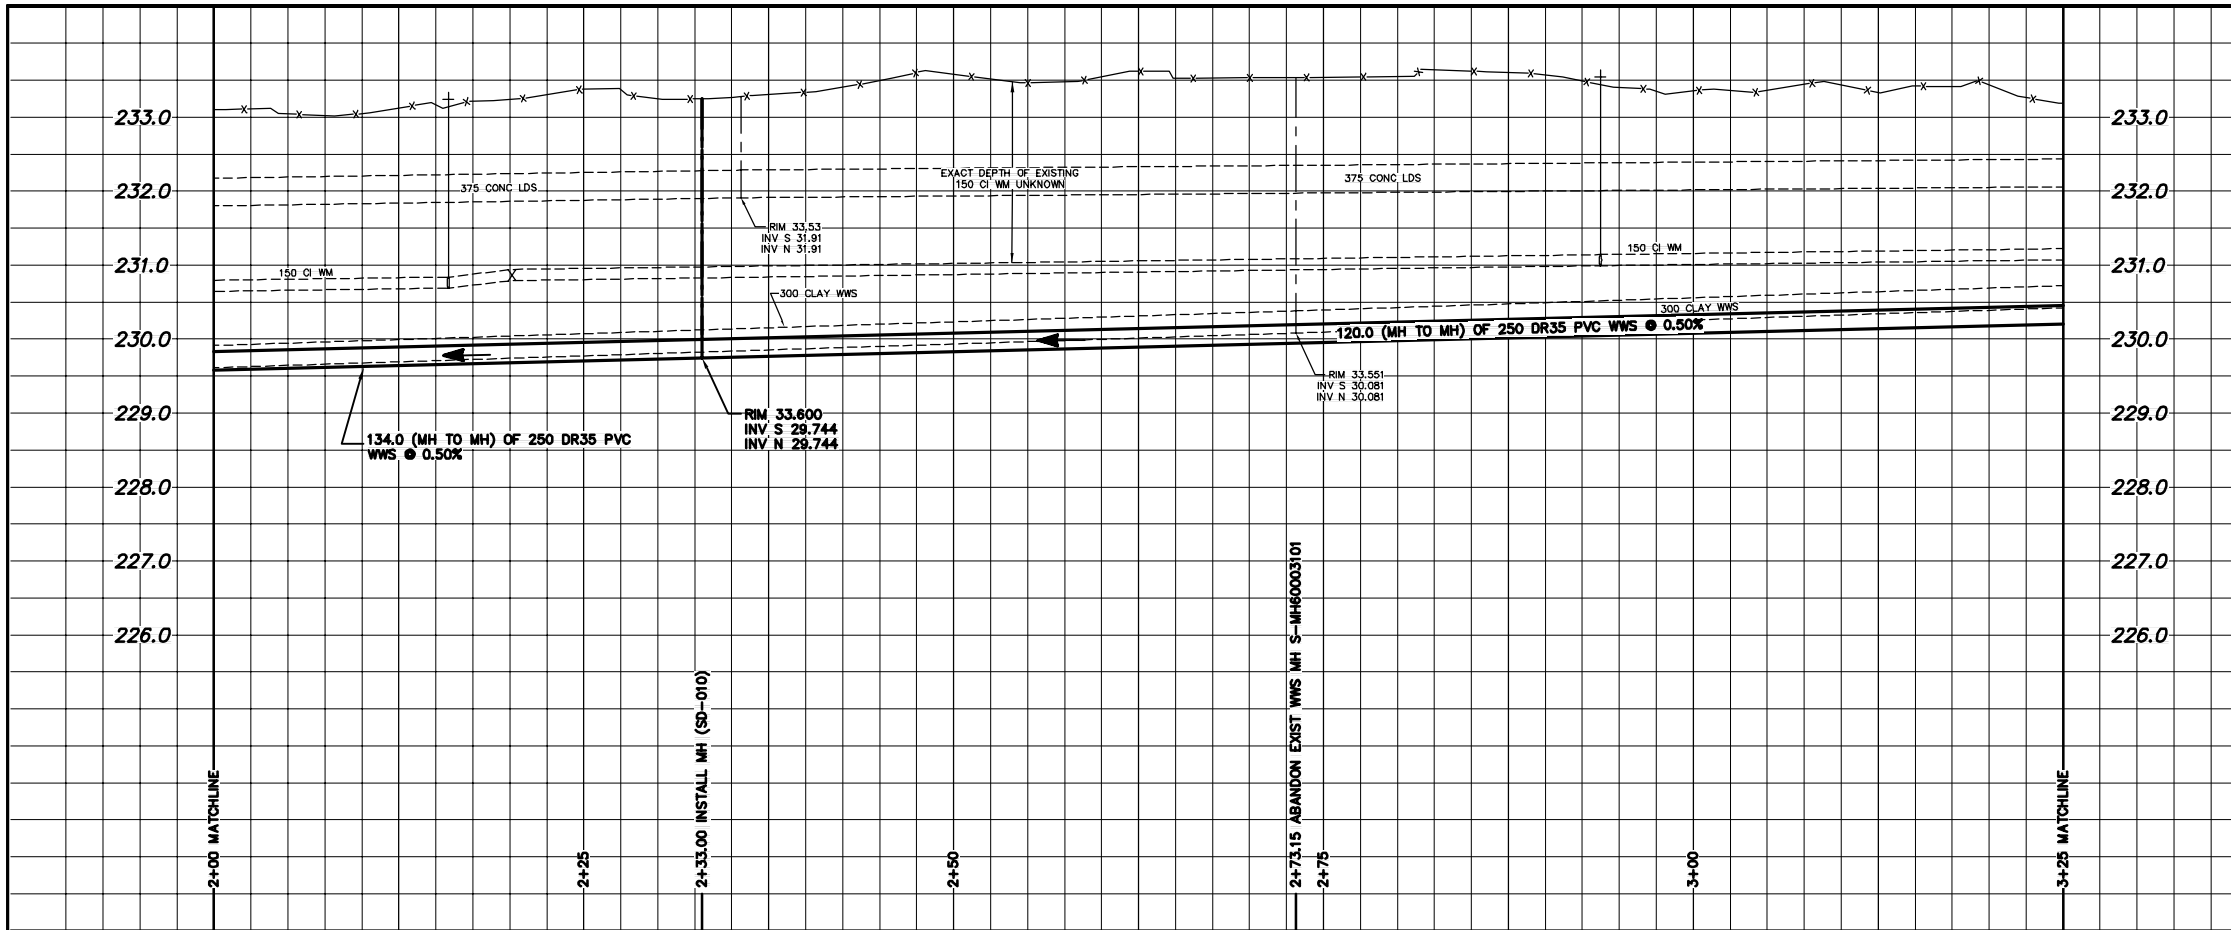 233.0
233.0
232.0
232.0
231.0
231.0
230.0
230.0
229.0
229.0
228.0
228.0
227.0
227.0
226.0
226.0
375 CONC LDS
EXACT DEPTH OF EXISTING
150 CI WM UNKNOWN
375 CONC LDS
RIM 33.53
INV S 31.91
INV N 31.91
150 CI WM
150 CI WM
300 CLAY WWS
300 CLAY WWS
120.0 (MH TO MH) OF 250 DR35 PVC WWS @ 0.50%
RIM 33.551
INV S 30.081
INV N 30.081
RIM 33.600
INV S 29.744
INV N 29.744
134.0 (MH TO MH) OF 250 DR35 PVC
WWS @ 0.50%
2+00 MATCHLINE
2+25
2+33.00 INSTALL MH (SD-010)
2+50
2+73.15 ABANDON EXIST WWS MH S-MH60003101
2+75
3+00
3+25 MATCHLINE